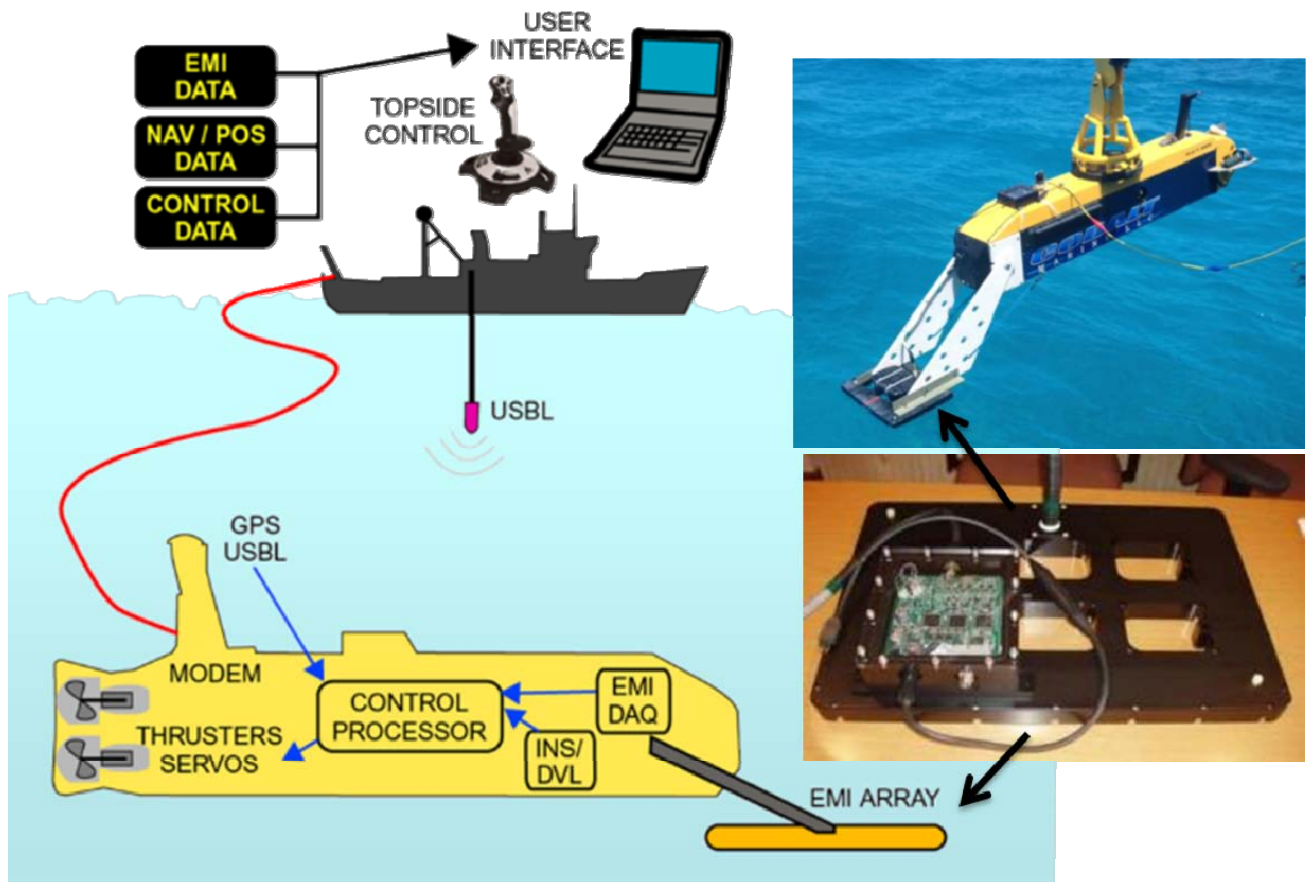 EMI
DATA
NAV / POS
DATA
CONTROL
DATA
USER
INTERFACE
TOPSIDE
CONTROL
USBL
GPS
USBL
MODEM
CONTROL
PROCESSOR
EMI
DAQ
THRUSTERS
SERVOS
INS/
DVL
EMI ARRAY